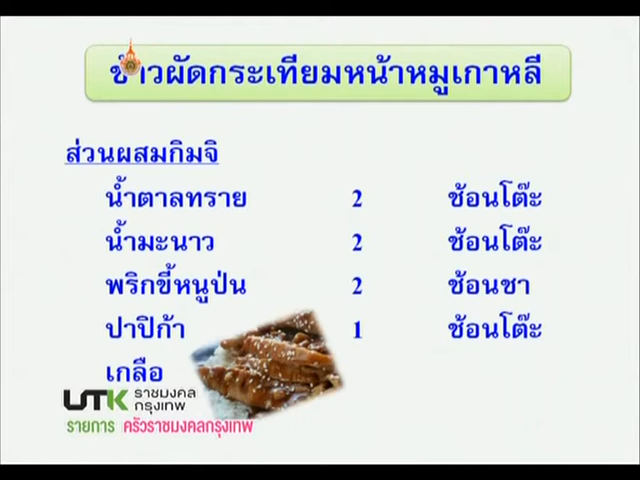 ข้าวผัดกระเทียมหน้าหมูเกาหลี
ส่วนผสมกิมจิ
น้ำตาลทราย 2 ช้อนโต๊ะ
น้ำมะนาว 2 ช้อนโต๊ะ
พริกขี้หนูป่น 2 ช้อนชา
ปาปิก้า 1 ช้อนโต๊ะ
เกลือ
UTK ราชมงคล
กรุงเทพ
รายการ ครัวราชมงคลกรุงเทพ